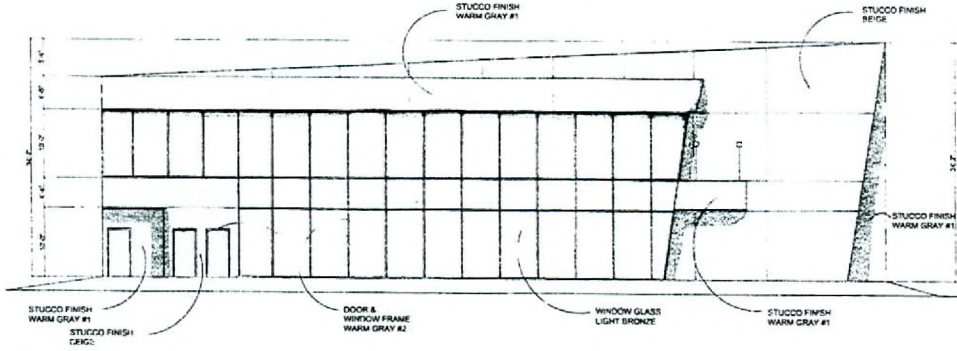 STUCCO FINISH
WARM GRAY #1
STUCCO FINISH
BEIGE
STUCCO FINISH
WARM GRAY #1
STUCCO FINISH
WARM GRAY #1
STUCCO FINISH
DOOR &
WINDOW FRAME
WARM GRAY #2
WINDOW GLASS
LIGHT BRONZE
STUCCO FINISH
WARM GRAY #1